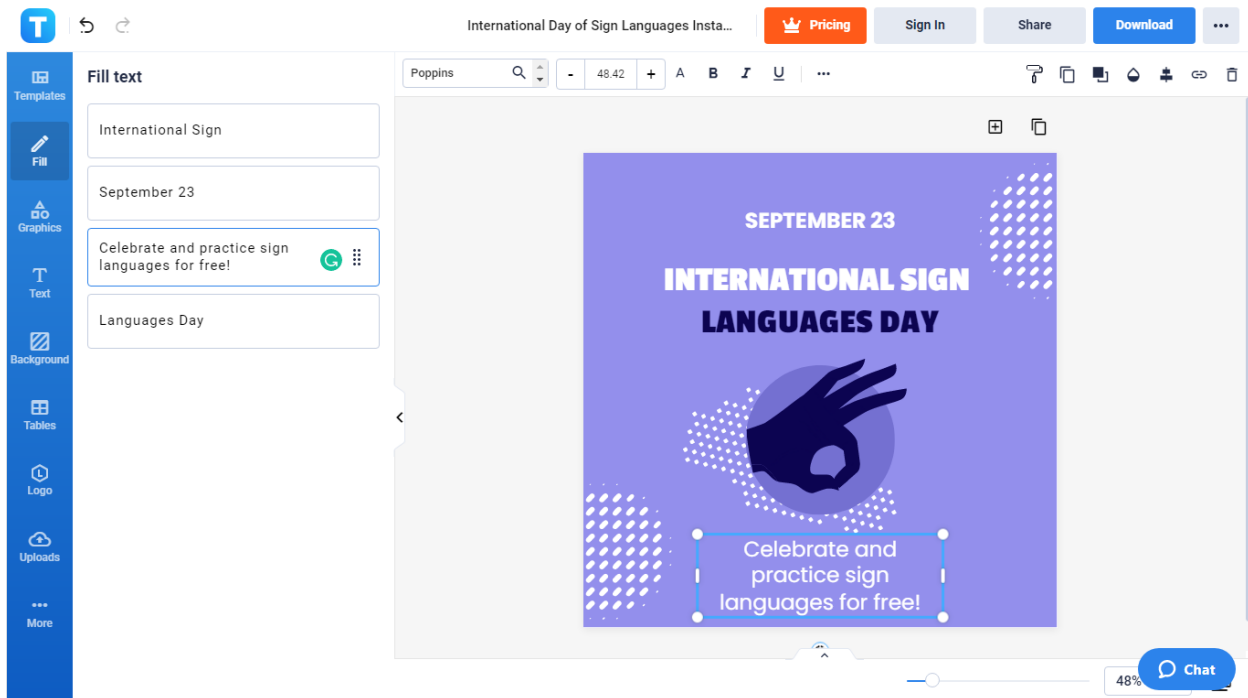 T
International Day of Sign Languages Insta...
Pricing
Sign In
Share
Download
Templates
Fill
Graphics
Text
Background
Tables
Logo
Uploads
More
Fill text
International Sign
September 23
Celebrate and practice sign
languages for free!
Languages Day
Poppins
- 48.42 + A B I U
SEPTEMBER 23
INTERNATIONAL SIGN
LANGUAGES DAY
Celebrate and
practice sign
languages for free!
48%
Chat